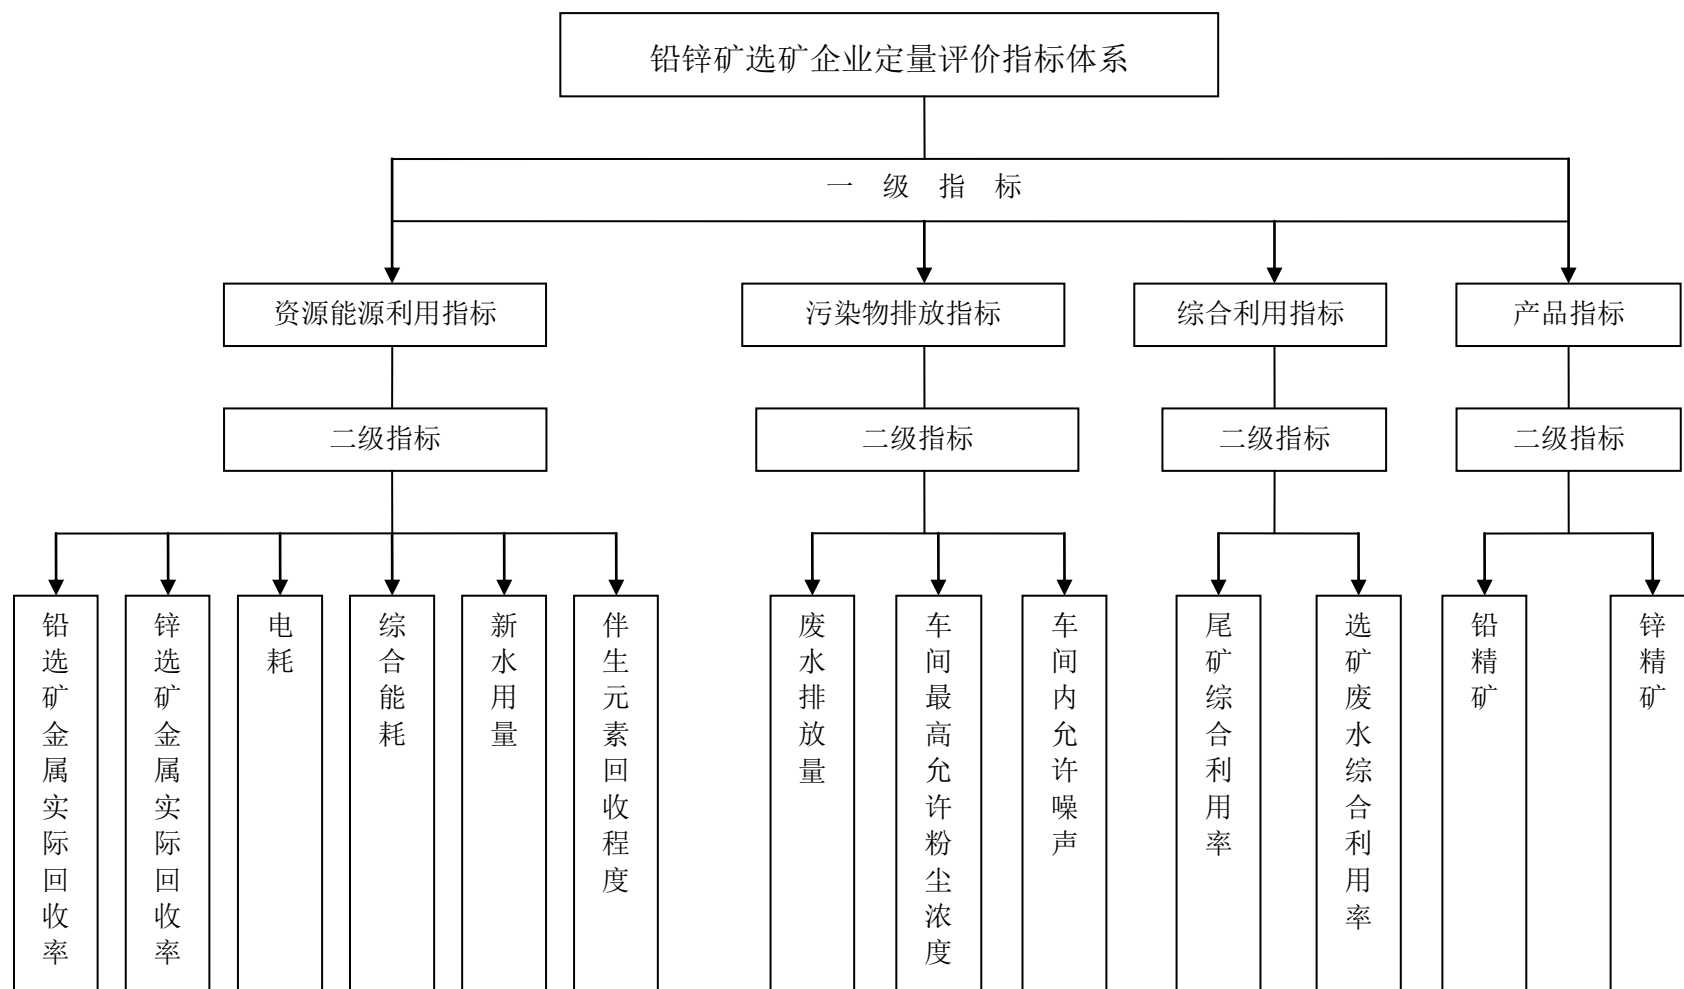 铅锌矿选矿企业定量评价指标体系
一 级 指 标
资源能源利用指标
污染物排放指标
综合利用指标
产品指标
二级指标
二级指标
二级指标
二级指标
铅选矿金属实际回收率
锌选矿金属实际回收率
电耗
综合能耗
新水用量
伴生元素回收程度
废水排放量
车间最高允许粉尘浓度
车间内允许噪声
尾矿综合利用率
选矿废水综合利用率
铅精矿
锌精矿